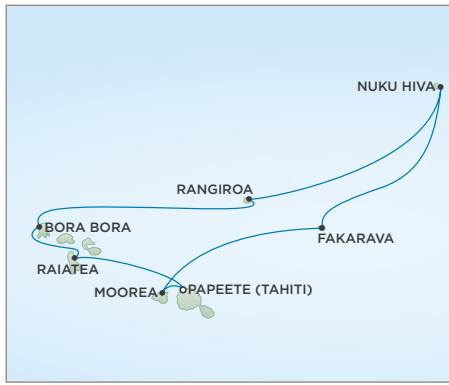 NUKU HIVA
RANGIROA
BORA BORA
FAKARAVA
RAIATEA
MOOREA
PAPEETE (TAHITI)